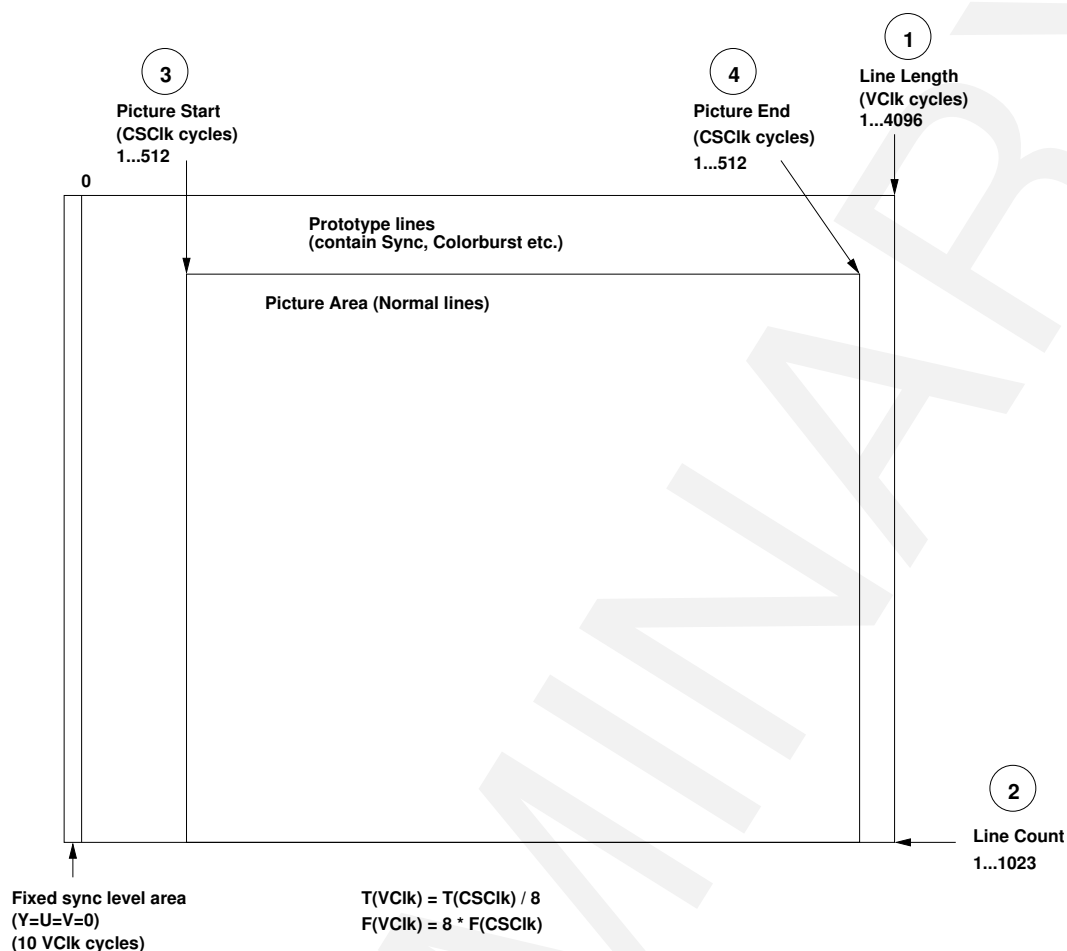 1
Line Length
(VClk cycles)
1...4096
3
Picture Start
(CSClk cycles)
1...512
4
Picture End
(CSClk cycles)
1...512
0
Prototype lines
(contain Sync, Colorburst etc.)
Picture Area (Normal lines)
2
Line Count
1...1023
Fixed sync level area
(Y=U=V=0)
(10 VClk cycles)
T(VClk) = T(CSClk) / 8
F(VClk) = 8 * F(CSClk)
MINARY